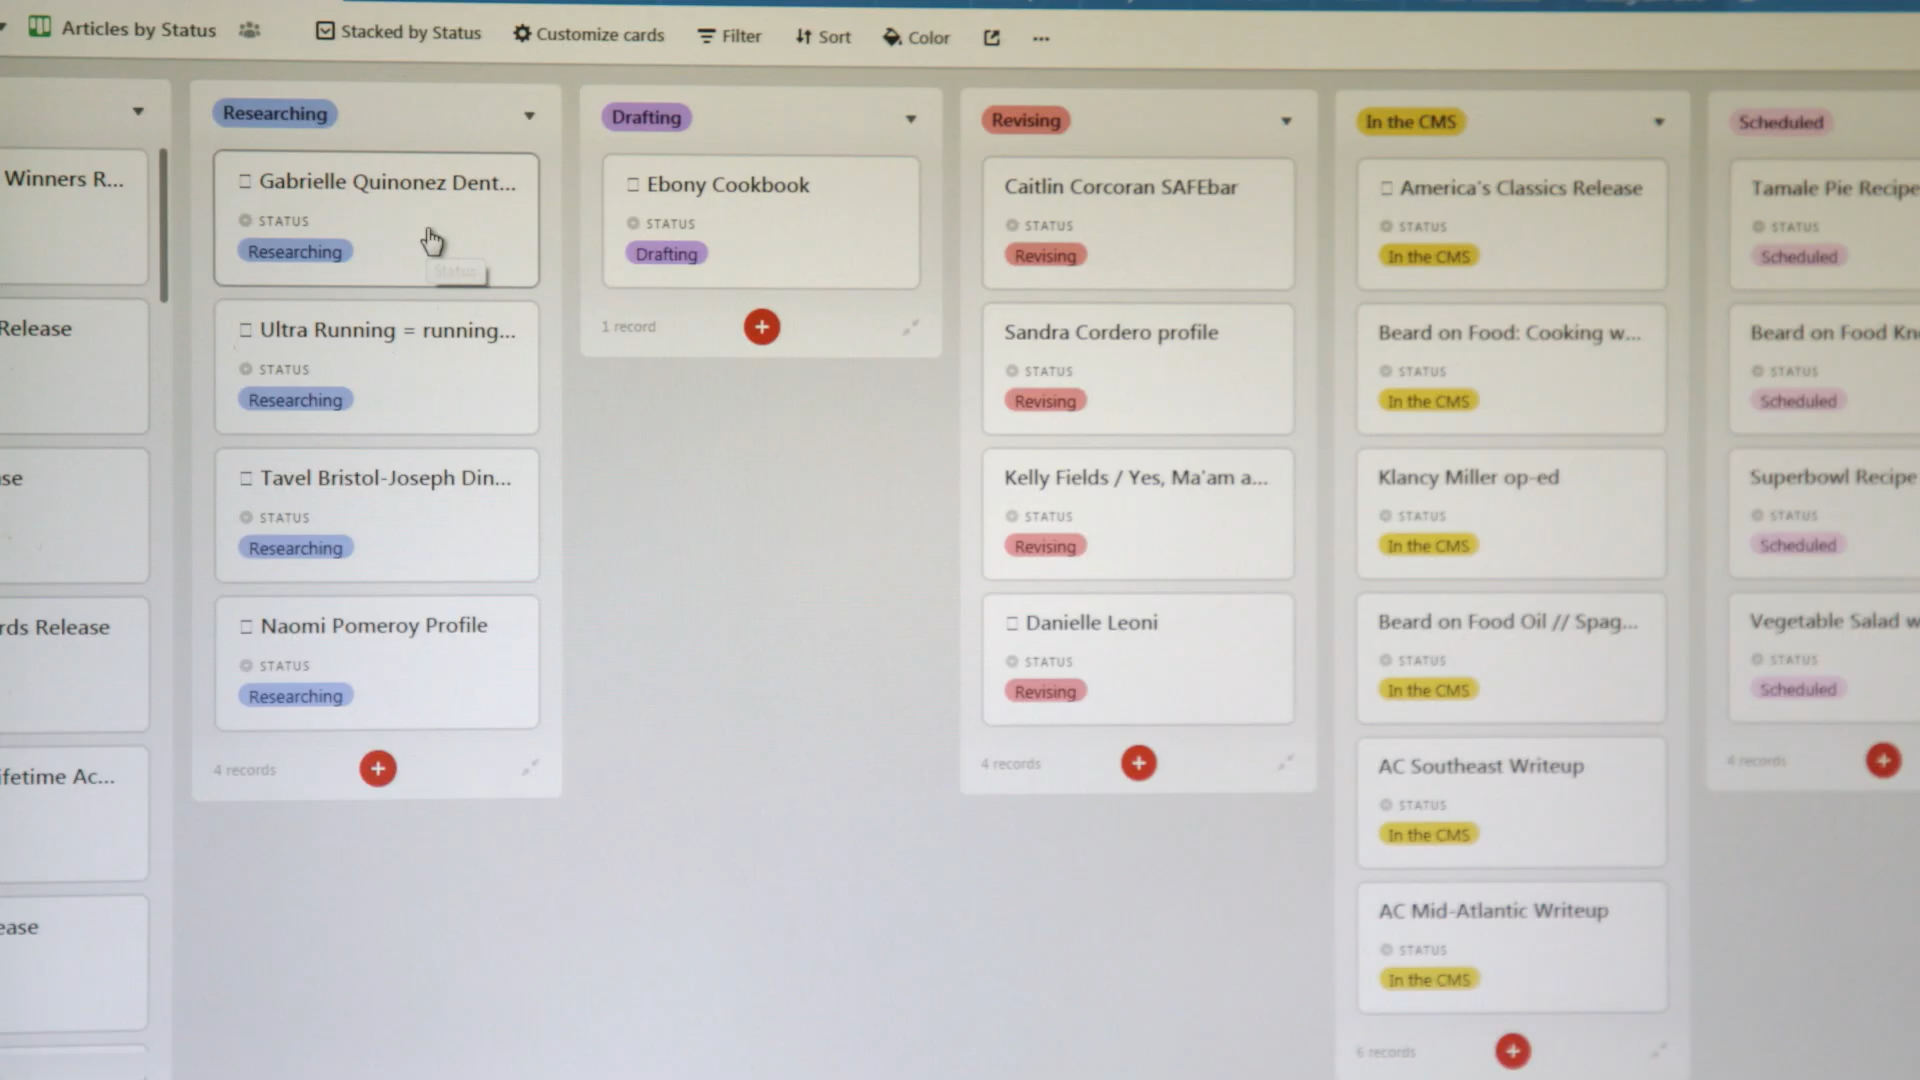 Articles by Status
Stacked by Status
Customize cards
Filter
Sort
Color
Winners R...
Release
se
rds Release
ifetime Ac...
ease
Researching
Gabrielle Quinonez Dent...
STATUS
Researching
Status
Ultra Running = running...
STATUS
Researching
Tavel Bristol-Joseph Din...
STATUS
Researching
Naomi Pomeroy Profile
STATUS
Researching
4 records
Drafting
Ebony Cookbook
STATUS
Drafting
1 record
Revising
Caitlin Corcoran SAFEbar
STATUS
Revising
Sandra Cordero profile
STATUS
Revising
Kelly Fields / Yes, Ma'am a...
STATUS
Revising
Danielle Leoni
STATUS
Revising
4 records
In the CMS
America's Classics Release
STATUS
In the CMS
Beard on Food: Cooking w...
STATUS
In the CMS
Klancy Miller op-ed
STATUS
In the CMS
Beard on Food Oil // Spag...
STATUS
In the CMS
AC Southeast Writeup
STATUS
In the CMS
AC Mid-Atlantic Writeup
STATUS
In the CMS
6 records
Scheduled
Tamale Pie Recipe
STATUS
Scheduled
Beard on Food Kn
STATUS
Scheduled
Superbowl Recipe
STATUS
Scheduled
Vegetable Salad w
STATUS
Scheduled
4 records